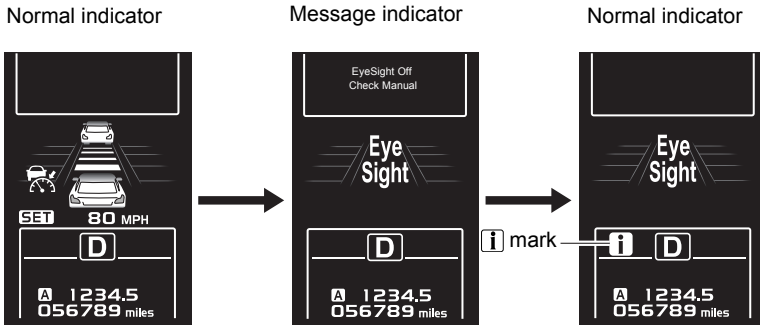 Normal indicator
Message indicator
Normal indicator
EyeSight Off
Check Manual
Eye
Sight
Eye
Sight
SET 80 MPH
i mark
D
D
i D
A 1234.5
056789 miles
A 1234.5
056789 miles
A 1234.5
056789 miles